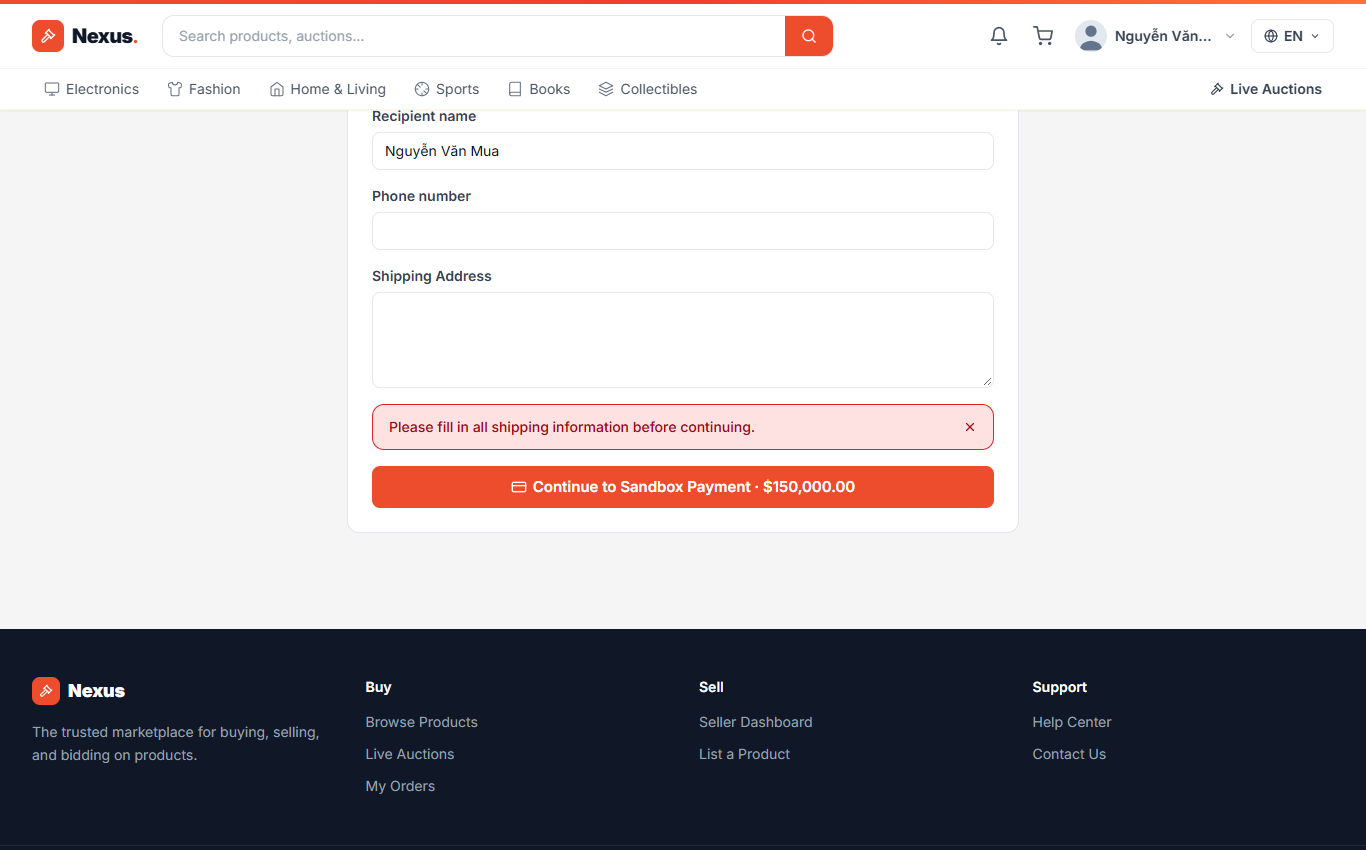 Nexus.
Search products, auctions...
Nguyễn Văn...
EN
Electronics
Fashion
Home & Living
Sports
Books
Collectibles
Live Auctions
Recipient name
Nguyễn Văn Mua
Phone number
Shipping Address
Please fill in all shipping information before continuing.
Continue to Sandbox Payment · $150,000.00
Nexus
The trusted marketplace for buying, selling,
and bidding on products.
Buy
Browse Products
Live Auctions
My Orders
Sell
Seller Dashboard
List a Product
Support
Help Center
Contact Us